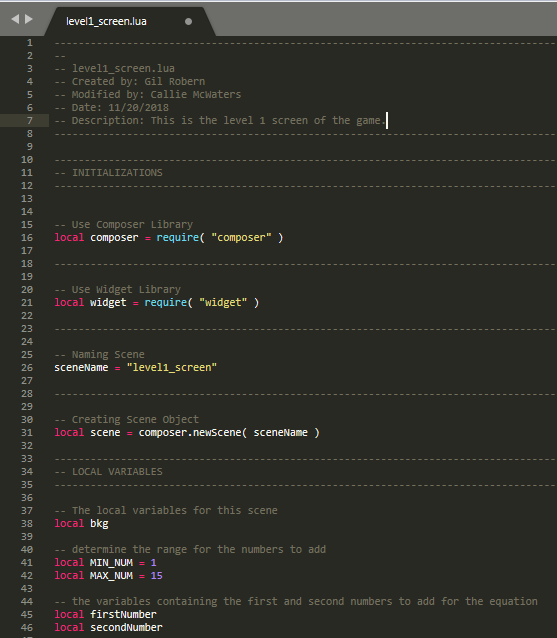 level1_screen.lua
1 -----------------------------------------------------------------------------------
2 --
3 -- level1_screen.lua
4 -- Created by: Gil Robern
5 -- Modified by: Callie McWaters
6 -- Date: 11/20/2018
7 -- Description: This is the level 1 screen of the game.
8 -----------------------------------------------------------------------------------
9
10 -----------------------------------------------------------------------------------
11 -- INITIALIZATIONS
12 -----------------------------------------------------------------------------------
13
14
15 -- Use Composer Library
16 local composer = require( "composer" )
17
18 -----------------------------------------------------------------------------------
19
20 -- Use Widget Library
21 local widget = require( "widget" )
22
23 -----------------------------------------------------------------------------------
24
25 -- Naming Scene
26 sceneName = "level1_screen"
27
28 -----------------------------------------------------------------------------------
29
30 -- Creating Scene Object
31 local scene = composer.newScene( sceneName )
32
33 -----------------------------------------------------------------------------------
34 -- LOCAL VARIABLES
35 -----------------------------------------------------------------------------------
36
37 -- The local variables for this scene
38 local bkg
39
40 -- determine the range for the numbers to add
41 local MIN_NUM = 1
42 local MAX_NUM = 15
43
44 -- the variables containing the first and second numbers to add for the equation
45 local firstNumber
46 local secondNumber